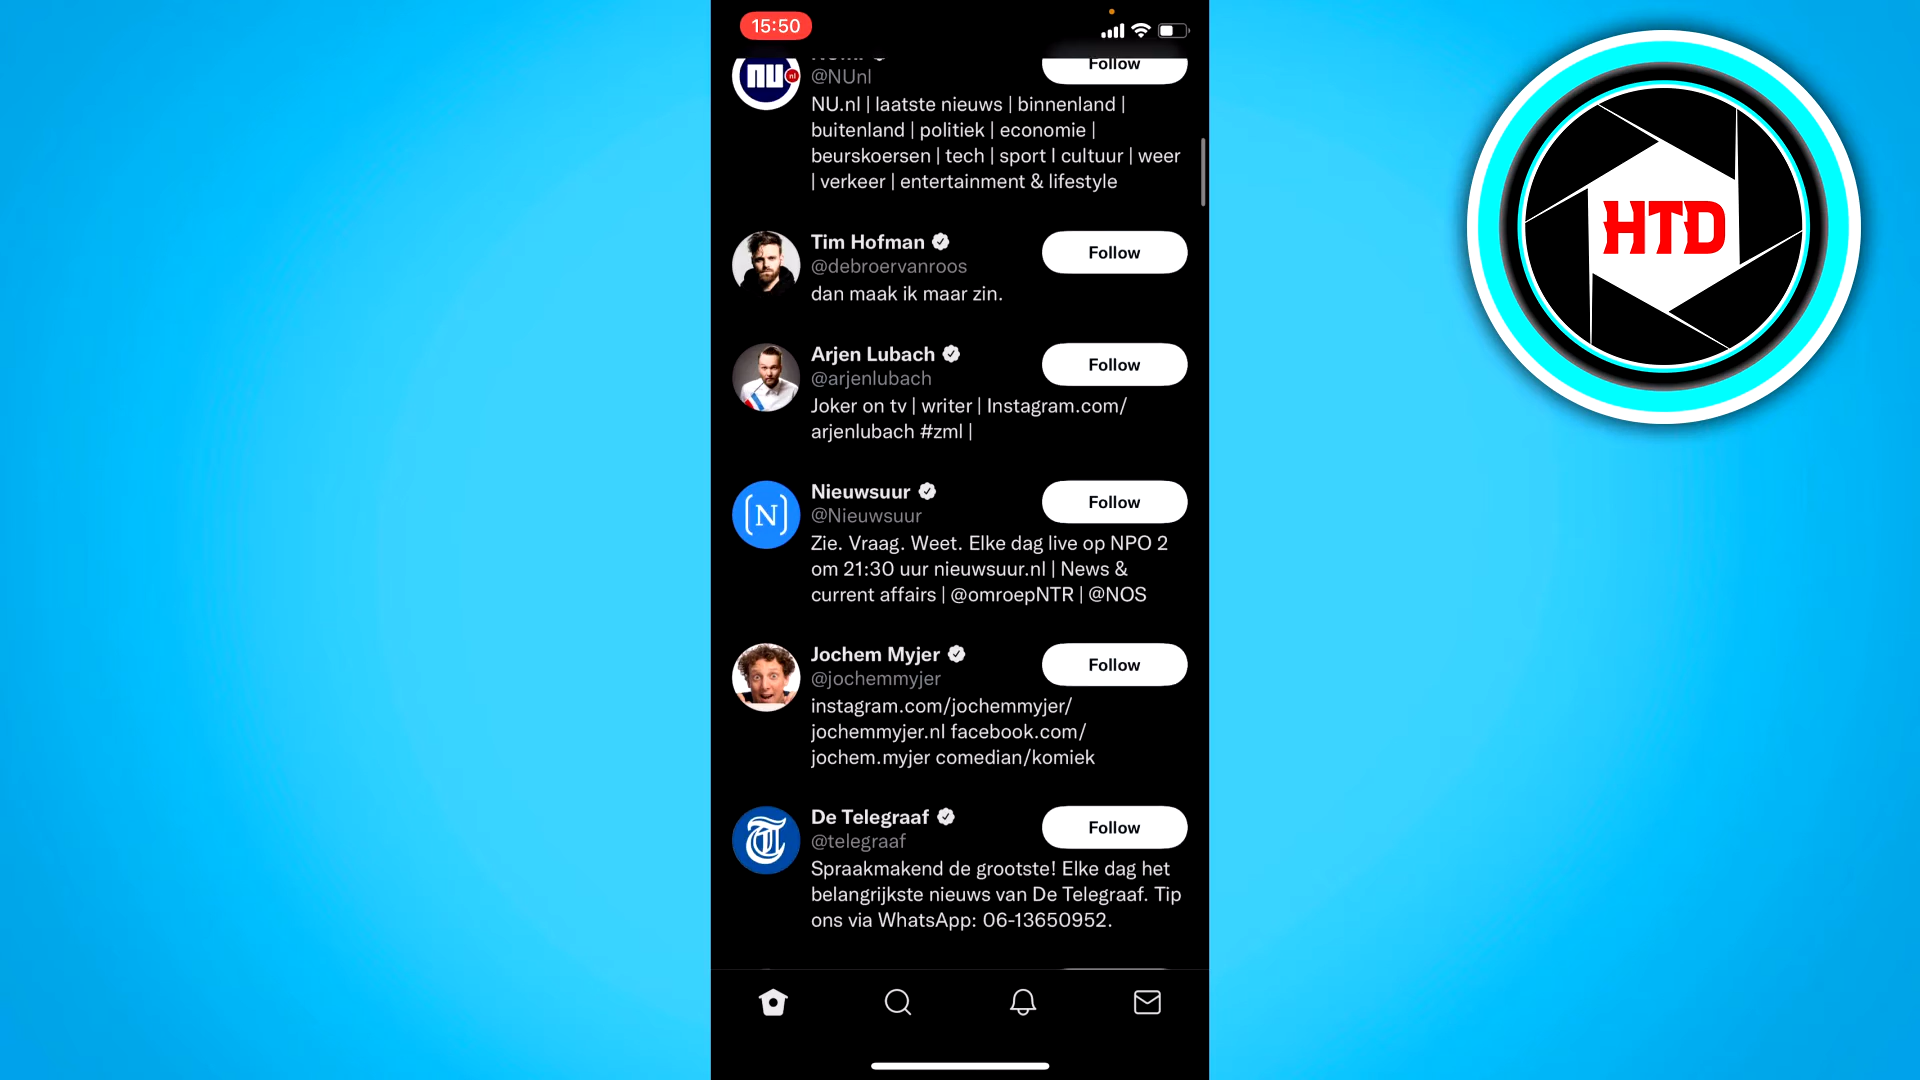 15:50
Follow
nu
nl
@NUnl
NU.nl | laatste nieuws | binnenland |
buitenland | politiek | economie |
beurskoersen | tech | sport I cultuur | weer
| verkeer | entertainment & lifestyle
HTD
Tim Hofman
Follow
@debroervanroos
dan maak ik maar zin.
Arjen Lubach
Follow
@arjenlubach
Joker on tv | writer | Instagram.com/
arjenlubach #zml |
Nieuwsuur
Follow
[N]
@Nieuwsuur
Zie. Vraag. Weet. Elke dag live op NPO 2
om 21:30 uur nieuwsuur.nl | News &
current affairs | @omroepNTR | @NOS
Jochem Myjer
Follow
@jochemmyjer
instagram.com/jochemmyjer/
jochemmyjer.nl facebook.com/
jochem.myjer comedian/komiek
De Telegraaf
Follow
T
@telegraaf
Spraakmakend de grootste! Elke dag het
belangrijkste nieuws van De Telegraaf. Tip
ons via WhatsApp: 06-13650952.